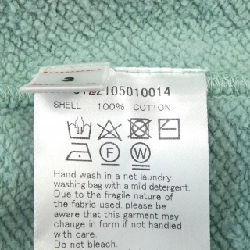 SHELL 100% COTTON
Hand wash in a net laundry
washing bag with a mild detergent.
Due to the fragile nature of
the fabric used, please be
aware that this garment may
change in form if not handled
with care.
Do not bleach.